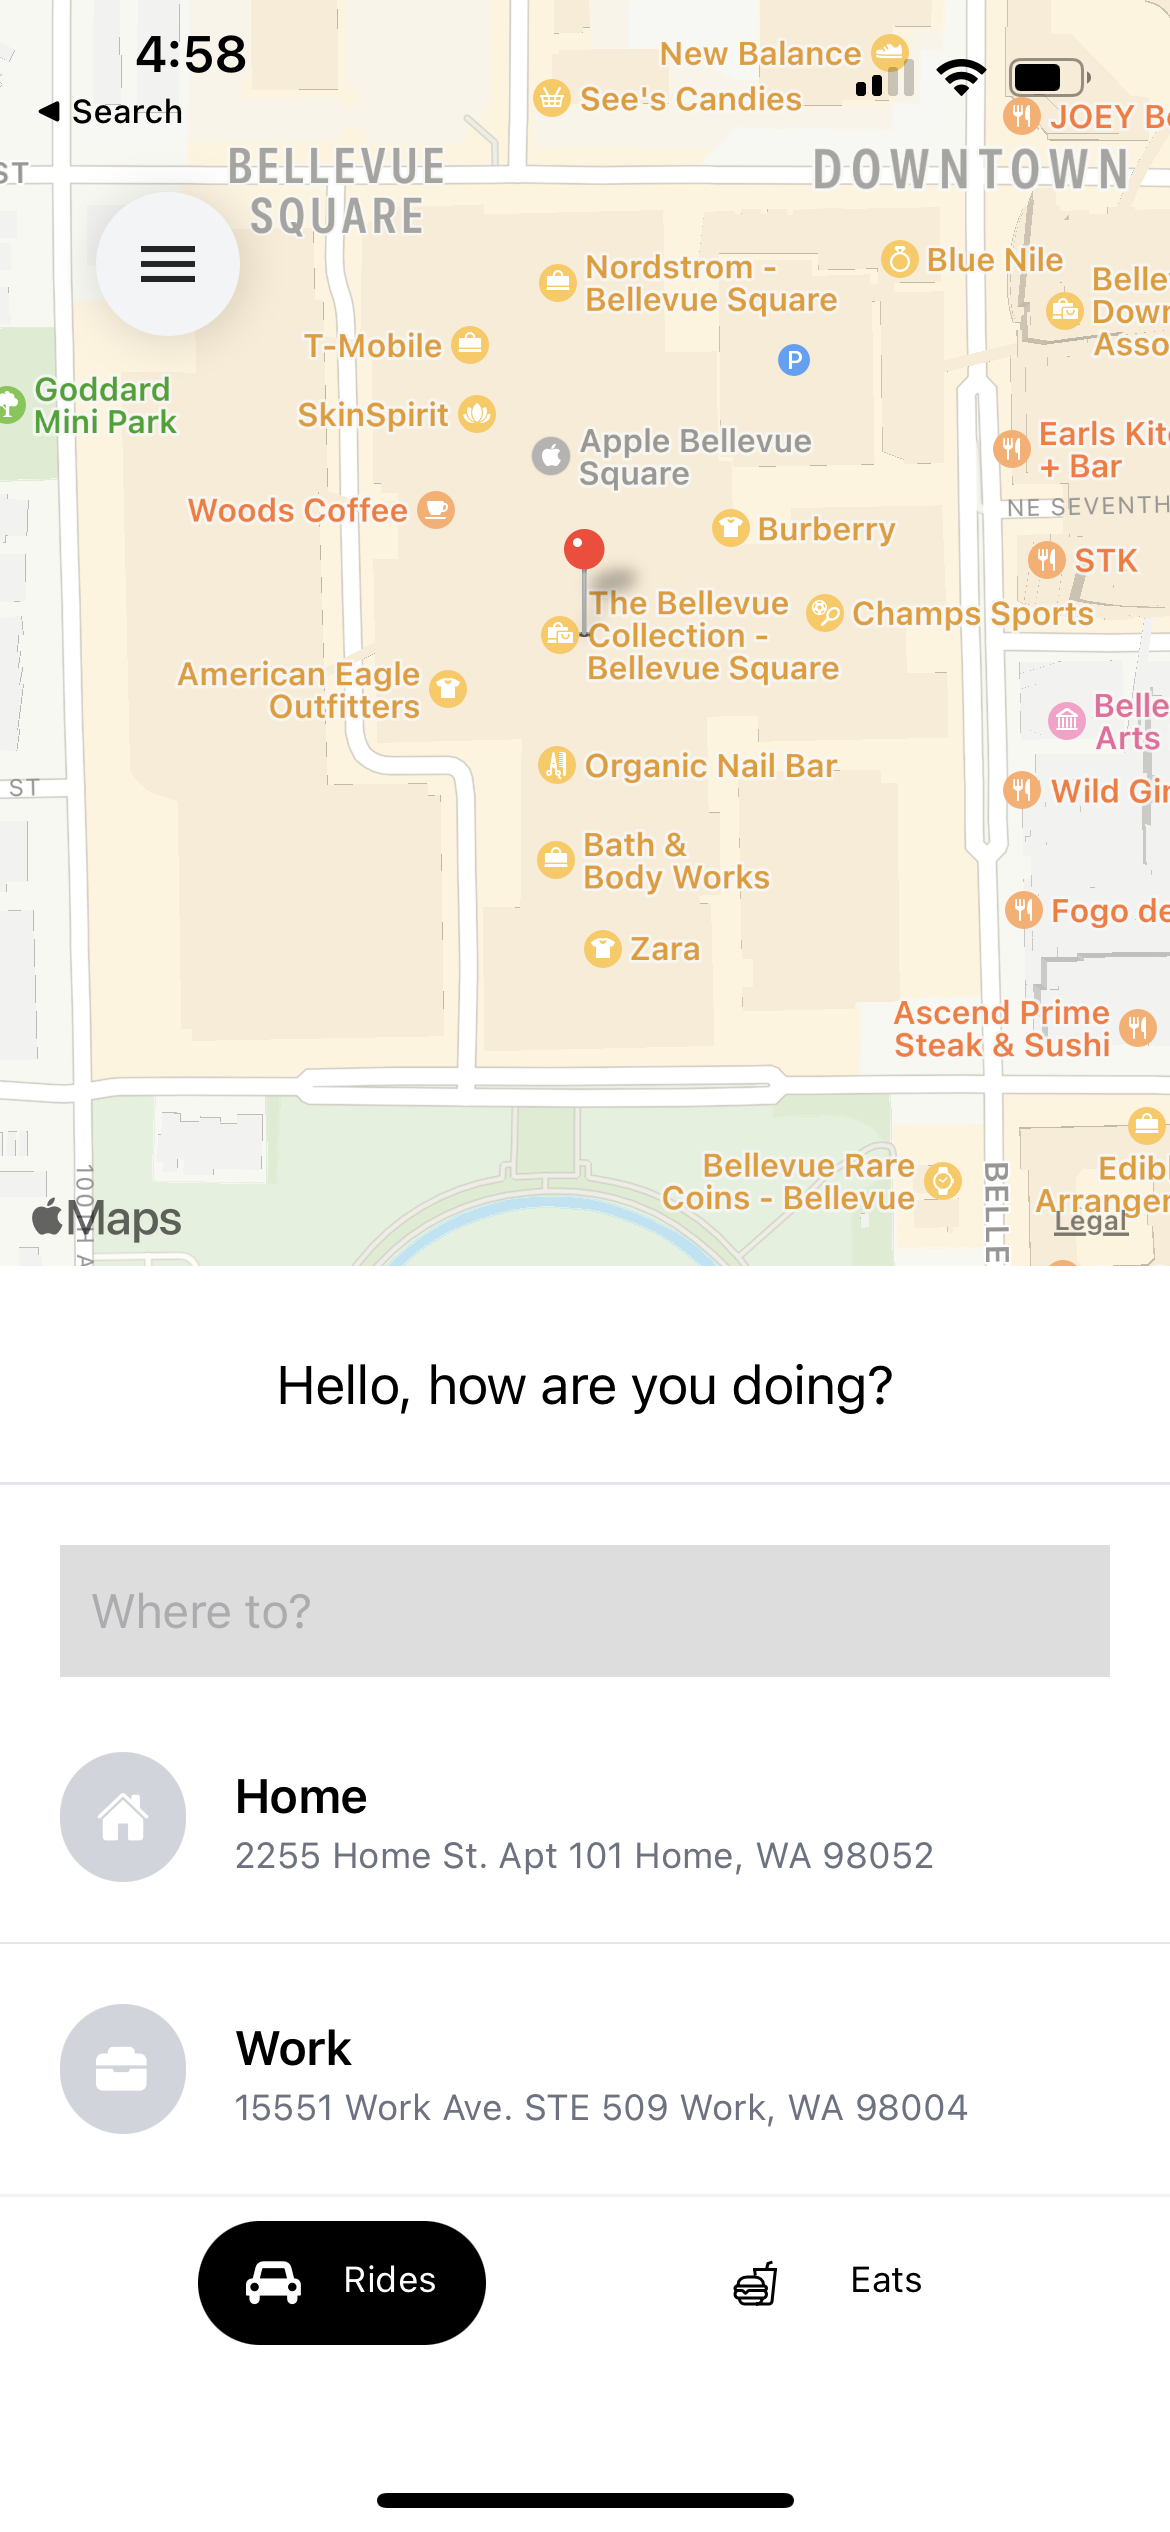 4:58
Search
New Balance
See's Candies
JOEY Be
ST
BELLEVUE
SQUARE
DOWNTOWN
Nordstrom -
Bellevue Square
Blue Nile
Belle
Down
Asso
T-Mobile
P
Goddard
Mini Park
SkinSpirit
Apple Bellevue
Square
Earls Kit
+ Bar
Woods Coffee
NE SEVENTH
Burberry
STK
The Bellevue
Collection -
Bellevue Square
Champs Sports
American Eagle
Outfitters
Belle
Arts
Organic Nail Bar
ST
Wild Gin
Bath &
Body Works
Fogo de
Zara
Ascend Prime
Steak & Sushi
Bellevue Rare
Coins - Bellevue
Edib
Arranger
100TH A
BELLE
Maps
Legal
Hello, how are you doing?
Where to?
Home
2255 Home St. Apt 101 Home, WA 98052
Work
15551 Work Ave. STE 509 Work, WA 98004
Rides
Eats